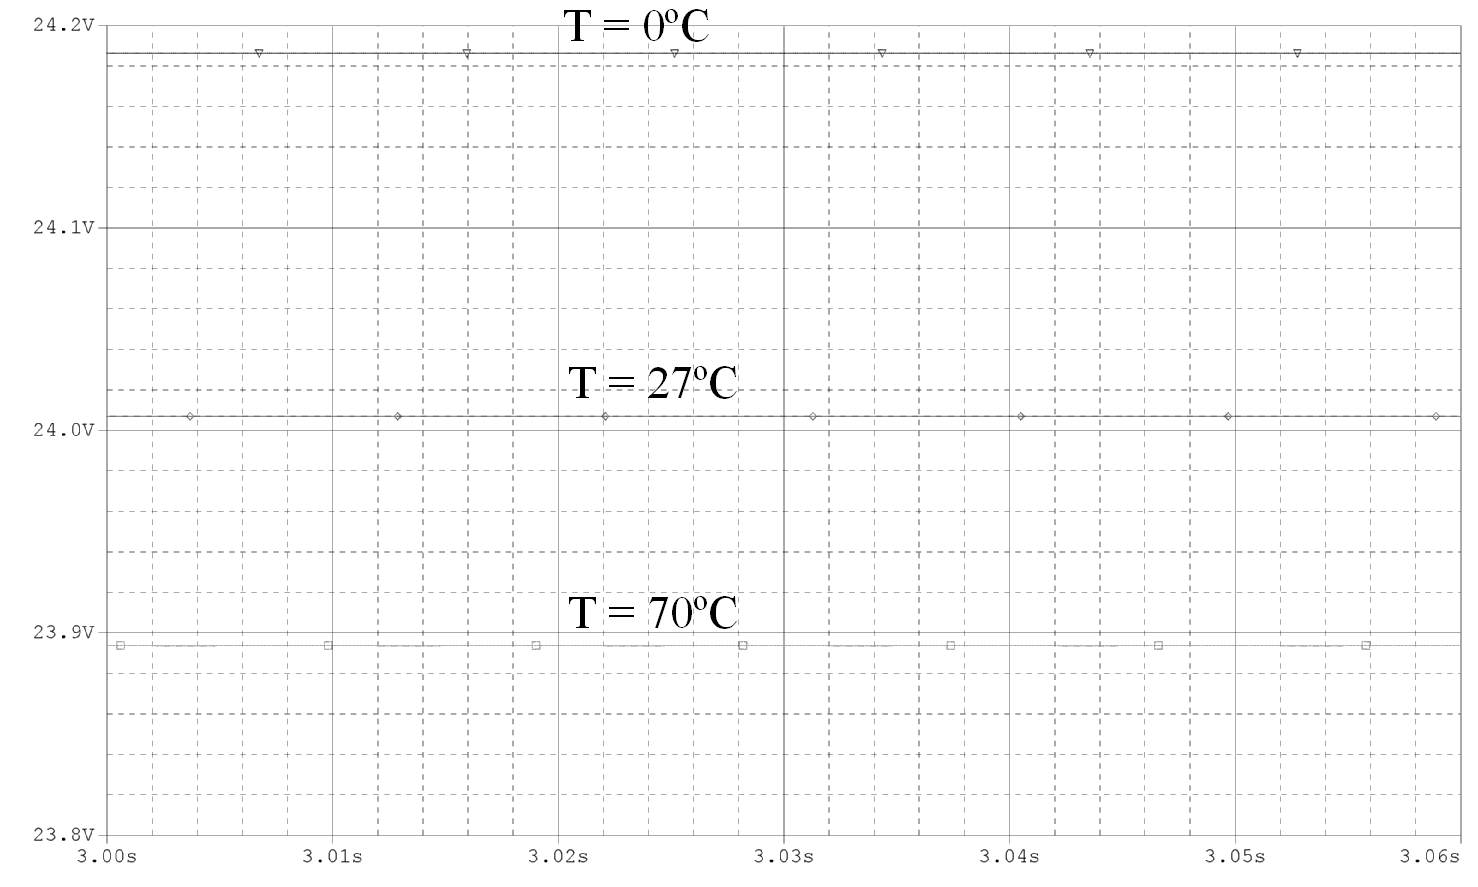 24.2V
T = 0ºC
24.1V
T = 27ºC
24.0V
T = 70ºC
23.9V
23.8V
3.00s 3.01s 3.02s 3.03s 3.04s 3.05s 3.06s